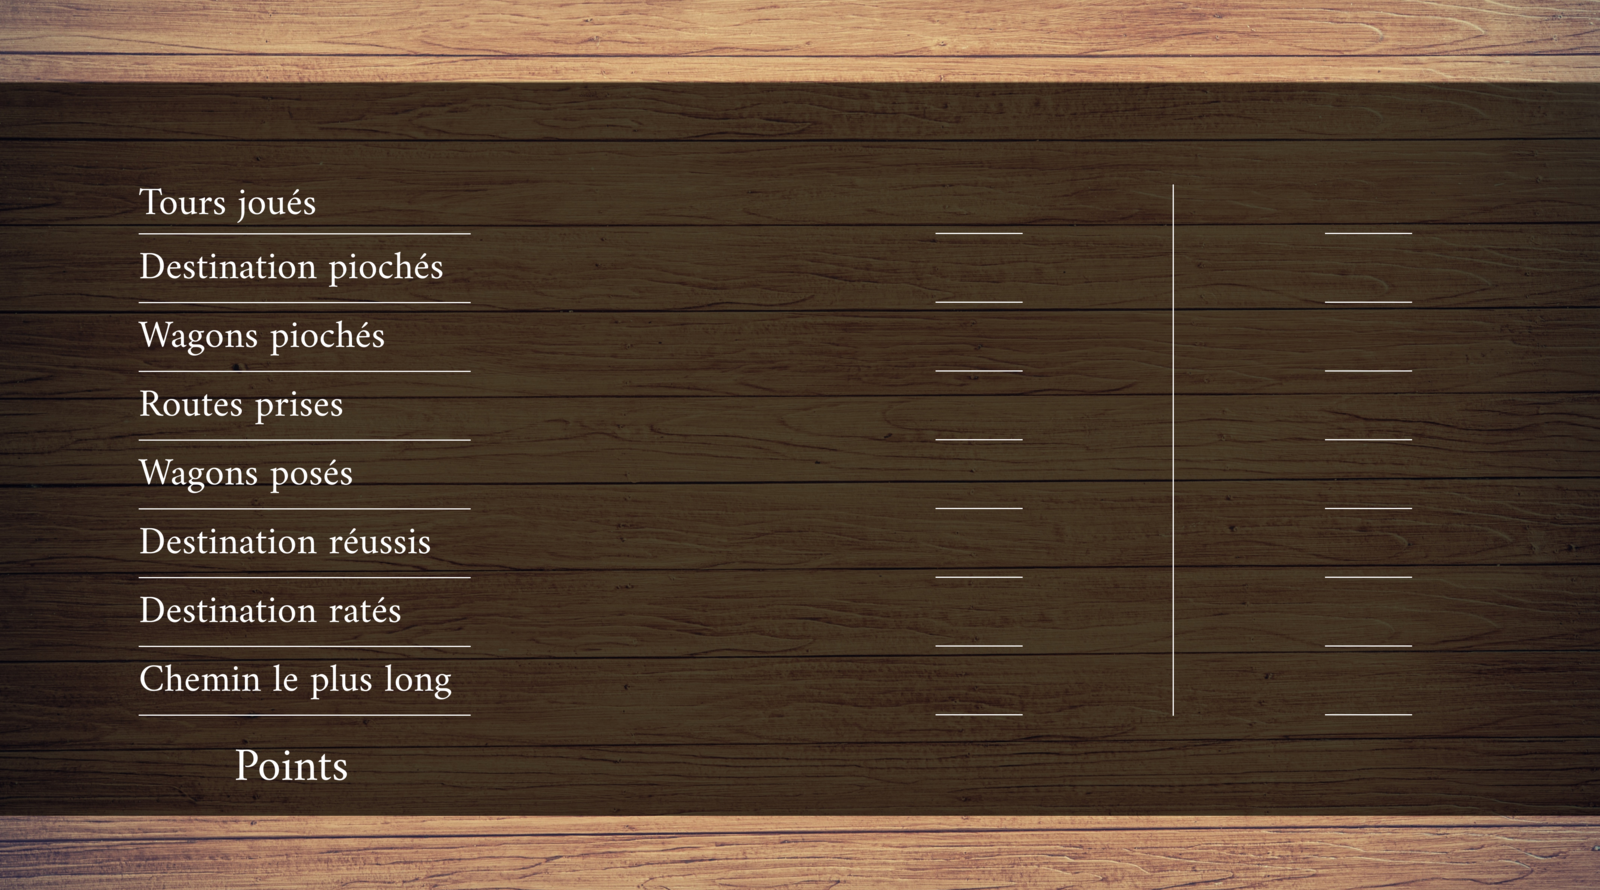 Tours joués
Destination piochés
Wagons piochés
Routes prises
Wagons posés
Destination réussis
Destination ratés
Chemin le plus long
Points